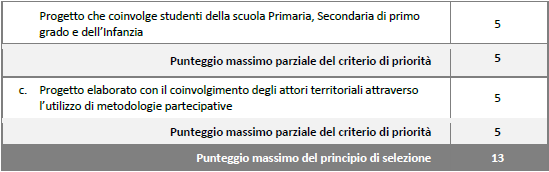 Progetto che coinvolge studenti della scuola Primaria, Secondaria di primo
grado e dell'Infanzia
5
Punteggio massimo parziale del criterio di priorità
5
c. Progetto elaborato con il coinvolgimento degli attori territoriali attraverso
l'utilizzo di metodologie partecipative
5
Punteggio massimo parziale del criterio di priorità
5
Punteggio massimo del principio di selezione
13